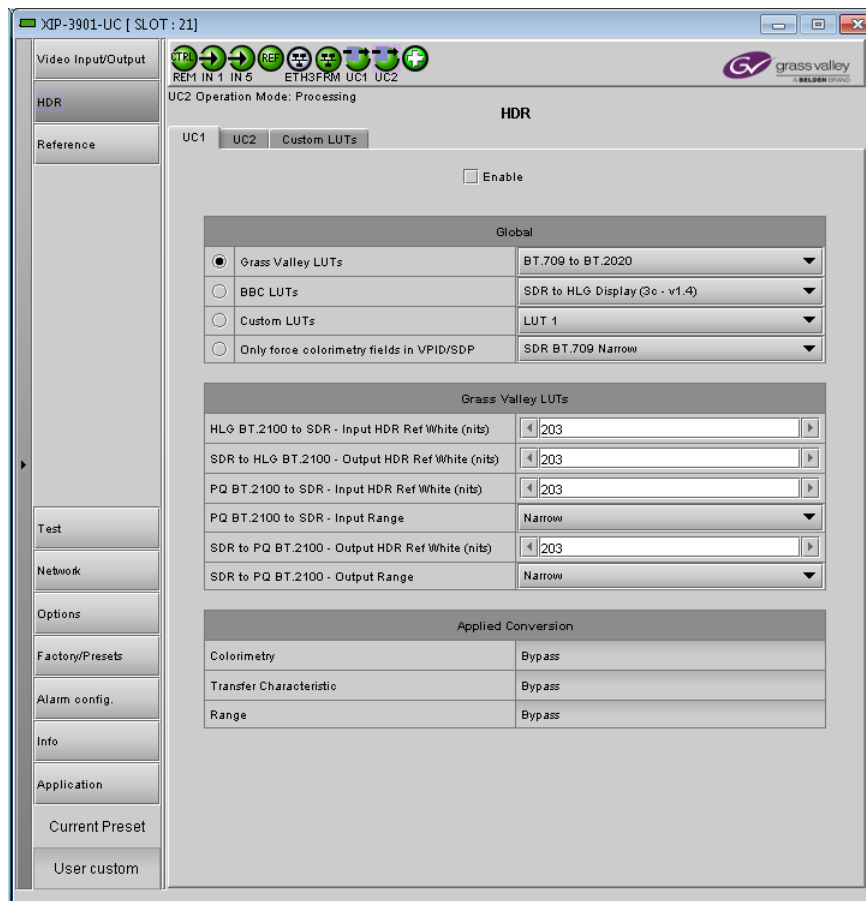 XIP-3901-UC [ SLOT : 21]
Video Input/Output
HDR
Reference
Test
Network
Options
Factory/Presets
Alarm config.
Info
Application
Current Preset
User custom
CTRL
REF
REM IN 1 IN 5 ETH3FRM UC1 UC2
GV grass valley
A BELDEN BRAND
UC2 Operation Mode: Processing
HDR
UC1 UC2 Custom LUTs
Enable
Global
Grass Valley LUTs BT.709 to BT.2020
BBC LUTs SDR to HLG Display (3c - v1.4)
Custom LUTs LUT 1
Only force colorimetry fields in VPID/SDP SDR BT.709 Narrow
Grass Valley LUTs
HLG BT.2100 to SDR - Input HDR Ref White (nits) 203
SDR to HLG BT.2100 - Output HDR Ref White (nits) 203
PQ BT.2100 to SDR - Input HDR Ref White (nits) 203
PQ BT.2100 to SDR - Input Range Narrow
SDR to PQ BT.2100 - Output HDR Ref White (nits) 203
SDR to PQ BT.2100 - Output Range Narrow
Applied Conversion
Colorimetry Bypass
Transfer Characteristic Bypass
Range Bypass